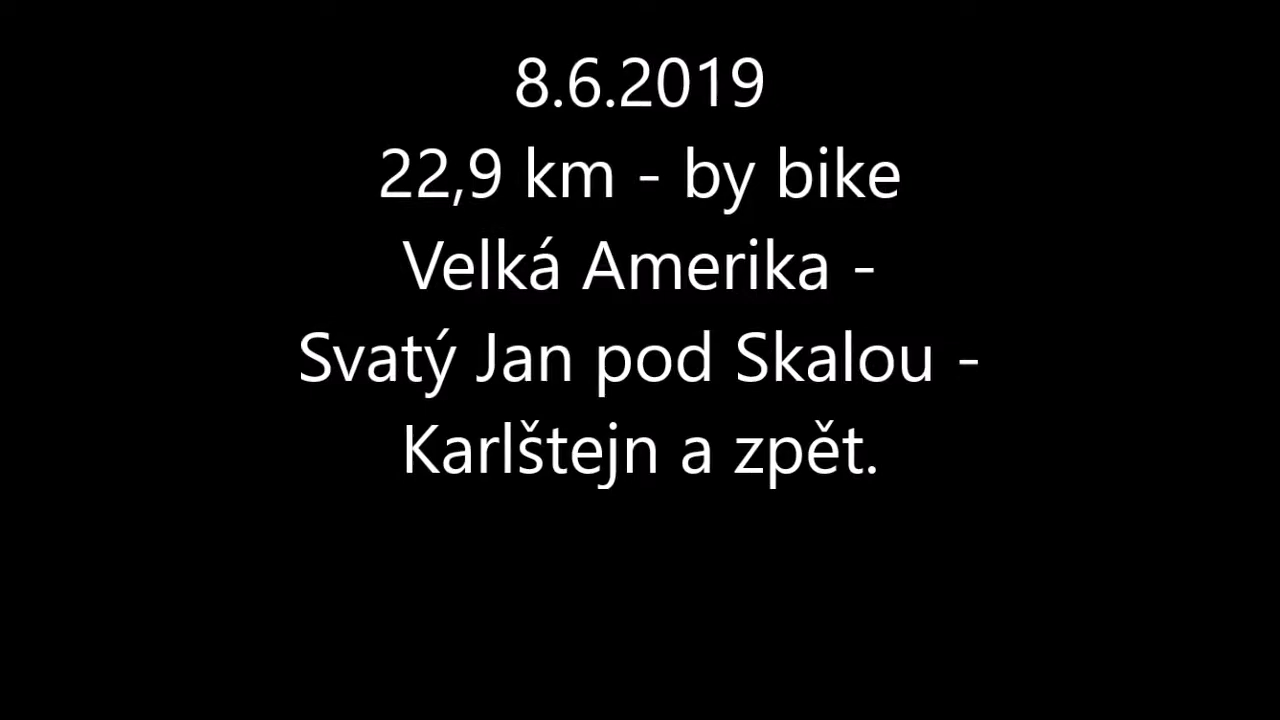 8.6.2019
22,9 km - by bike
Velká Amerika -
Svatý Jan pod Skalou -
Karlštejn a zpět.